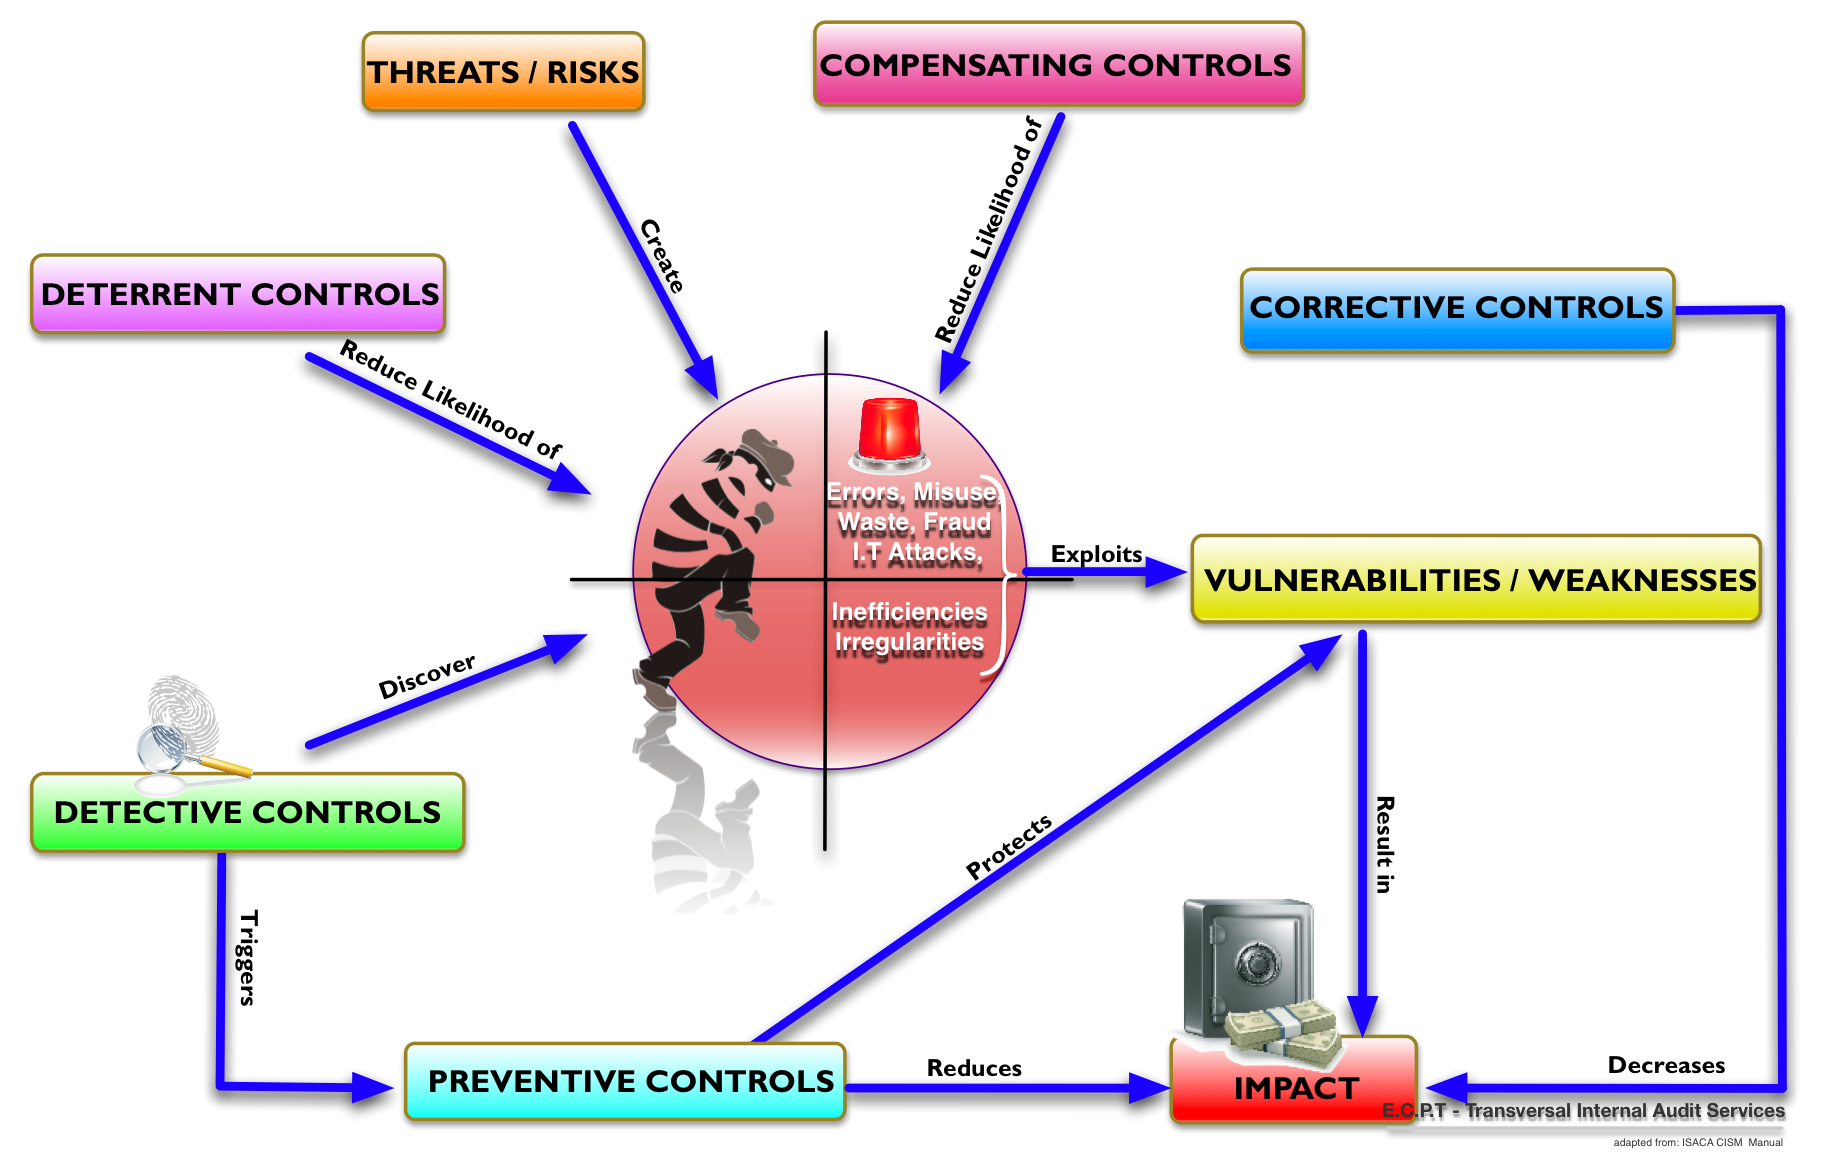 THREATS / RISKS
COMPENSATING CONTROLS
Create
Reduce Likelihood of
DETERRENT CONTROLS
CORRECTIVE CONTROLS
Reduce Likelihood of
Errors, Misuse,
Waste, Fraud
I.T Attacks,
Inefficiencies
Irregularities
Exploits
VULNERABILITIES / WEAKNESSES
Discover
DETECTIVE CONTROLS
Protects
Result in
Triggers
PREVENTIVE CONTROLS
Reduces
IMPACT
Decreases
E.C.P.T - Transversal Internal Audit Services
adapted from: ISACA CISM Manual